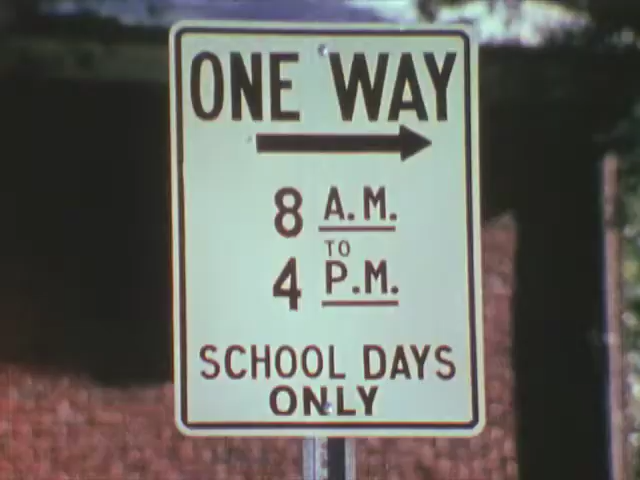 ONE WAY
8 A.M.
TO
4 P.M.
SCHOOL DAYS
ONLY